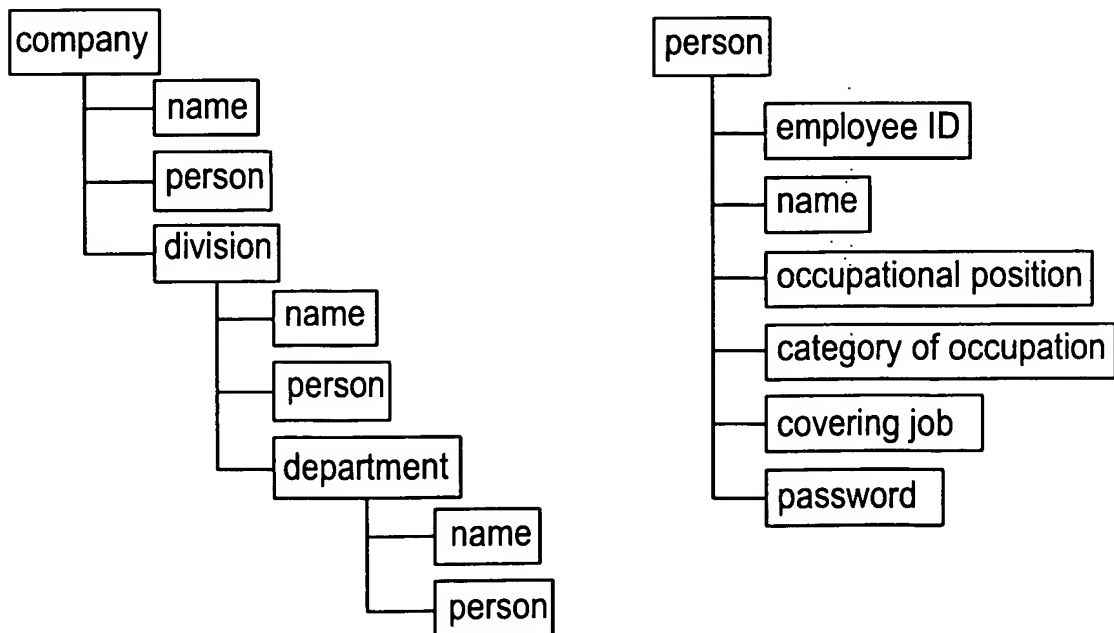 company
name
person
division
name
person
department
name
person
person
employee ID
name
occupational position
category of occupation
covering job
password